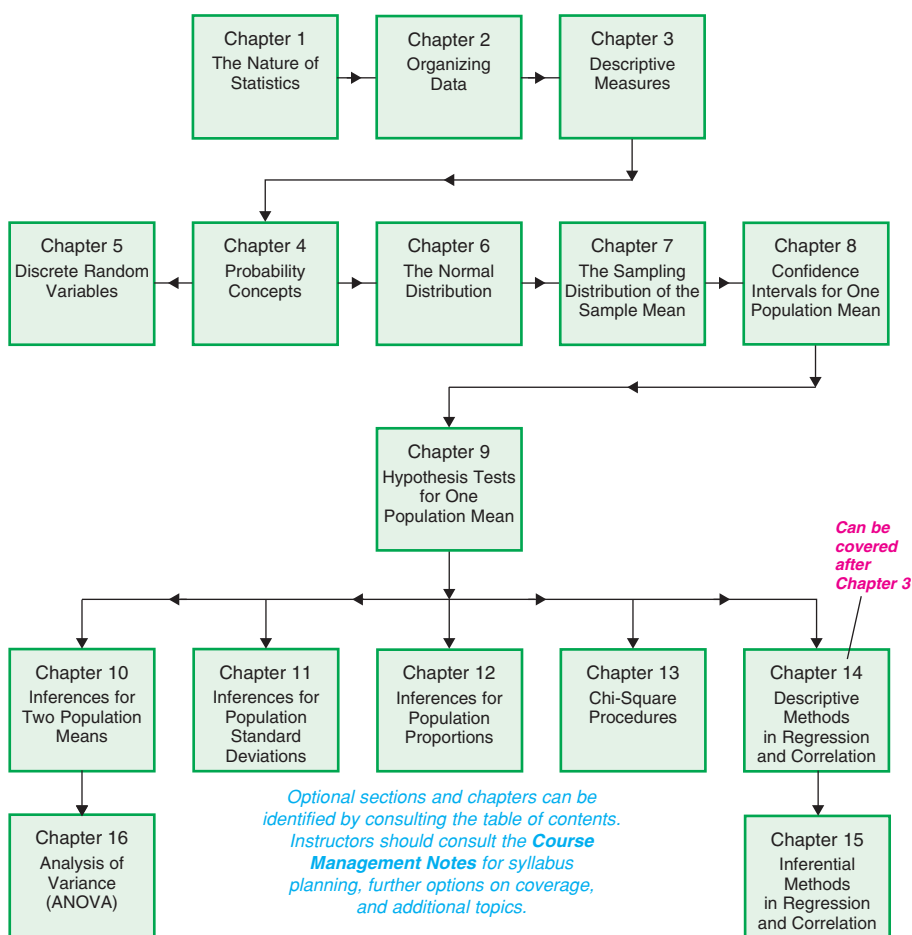 Chapter 1
The Nature of
Statistics
Chapter 2
Organizing
Data
Chapter 3
Descriptive
Measures
Chapter 5
Discrete Random
Variables
Chapter 4
Probability
Concepts
Chapter 6
The Normal
Distribution
Chapter 7
The Sampling
Distribution of the
Sample Mean
Chapter 8
Confidence
Intervals for One
Population Mean
Chapter 9
Hypothesis Tests
for One
Population Mean
Can be
covered
after
Chapter 3
Chapter 10
Inferences for
Two Population
Means
Chapter 11
Inferences for
Population
Standard
Deviations
Chapter 12
Inferences for
Population
Proportions
Chapter 13
Chi-Square
Procedures
Chapter 14
Descriptive
Methods
in Regression
and Correlation
Chapter 16
Analysis of
Variance
(ANOVA)
Optional sections and chapters can be
identified by consulting the table of contents.
Instructors should consult the Course
Management Notes for syllabus
planning, further options on coverage,
and additional topics.
Chapter 15
Inferential
Methods
in Regression
and Correlation